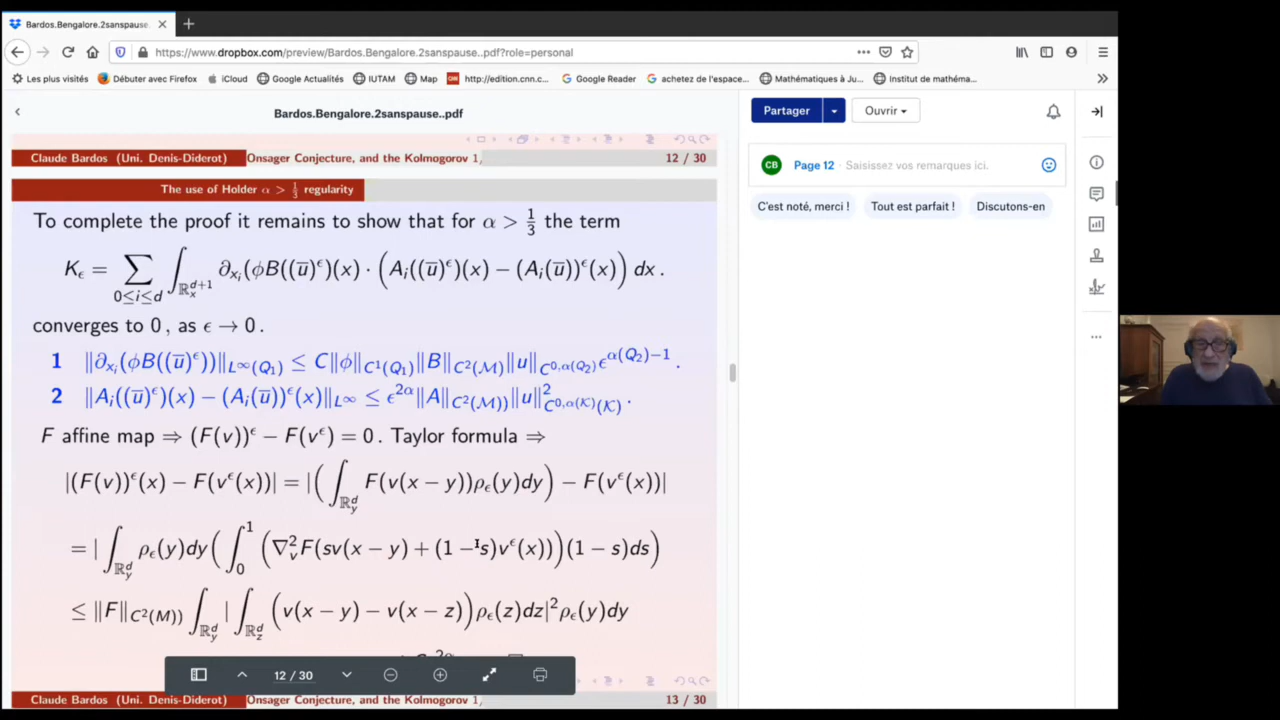 Bardos.Bengalore.2sanspause.
https://www.dropbox.com/preview/Bardos.Bengalore.2sanspause..pdf?role=personal
Les plus visités Débuter avec Firefox iCloud Google Actualités IUTAM Map CNN http://edition.cnn.c... Google Reader achetez de l'espace... Mathématiques à Ju... Institut de mathéma...
Bardos.Bengalore.2sanspause..pdf
Partager Ouvrir
Claude Bardos (Uni. Denis-Diderot) Onsager Conjecture, and the Kolmogorov 1, 12 / 30
CB Page 12 Saisissez vos remarques ici.
C'est noté, merci ! Tout est parfait ! Discutons-en
The use of Holder α > 1/3 regularity
To complete the proof it remains to show that for α > 1/3 the term
K_ϵ = ∑_{0≤i≤d} ∫_{ℝ_x^{d+1}} ∂_{x_i}(ϕB((u̅)^ϵ)(x) · (A_i((u̅)^ϵ)(x) − (A_i(u̅))^ϵ(x)) dx .
converges to 0 , as ϵ → 0 .
1 ‖∂_{x_i}(ϕB((u̅)^ϵ))‖_{L^∞(Q_1)} ≤ C‖ϕ‖_{C^1(Q_1)}‖B‖_{C^2(ℳ)}‖u‖_{C^{0,α}(Q_2)}ϵ^{α(Q_2)−1} .
2 ‖A_i((u̅)^ϵ)(x) − (A_i(u̅))^ϵ(x)‖_{L^∞} ≤ ϵ^{2α}‖A‖_{C^2(ℳ))}‖u‖²_{C^{0,α(𝒦)}(𝒦)} .
F affine map ⇒ (F(v))^ϵ − F(v^ϵ) = 0 . Taylor formula ⇒
|(F(v))^ϵ(x) − F(v^ϵ(x))| = |(∫_{ℝ_y^d} F(v(x − y))ρ_ϵ(y)dy) − F(v^ϵ(x))|
= |∫_{ℝ_y^d} ρ_ϵ(y)dy(∫_0^1 (∇_v^2 F(sv(x − y) + (1 − s)v^ϵ(x)))(1 − s)ds)
≤ ‖F‖_{C^2(M))} ∫_{ℝ_y^d} |∫_{ℝ_z^d} (v(x − y) − v(x − z))ρ_ϵ(z)dz|²ρ_ϵ(y)dy
12 / 30
Claude Bardos (Uni. Denis-Diderot) Onsager Conjecture, and the Kolmogorov 1, 13 / 30